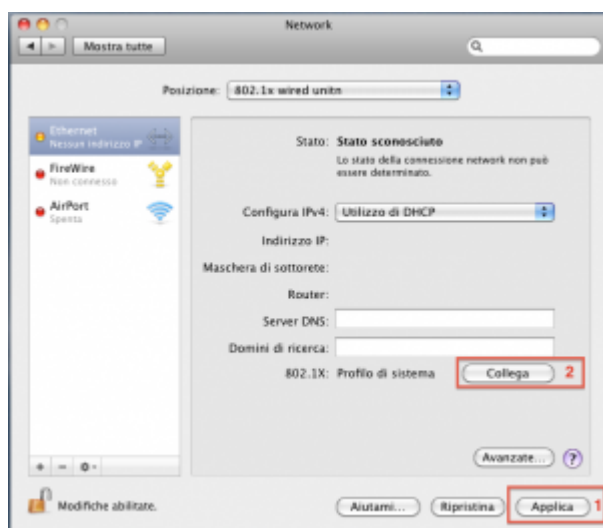 Network
Mostra tutte
Posizione: 802.1x wired unitn
Ethernet
Nessun indirizzo IP
FireWire
Non connesso
AirPort
Spenta
Stato: Stato sconosciuto
Lo stato della connessione network non può
essere determinato.
Configura IPv4: Utilizzo di DHCP
Indirizzo IP:
Maschera di sottorete:
Router:
Server DNS:
Domini di ricerca:
802.1X: Profilo di sistema Collega 2
Avanzate... ?
+ −
Modifiche abilitate.
Aiutami... Ripristina Applica 1